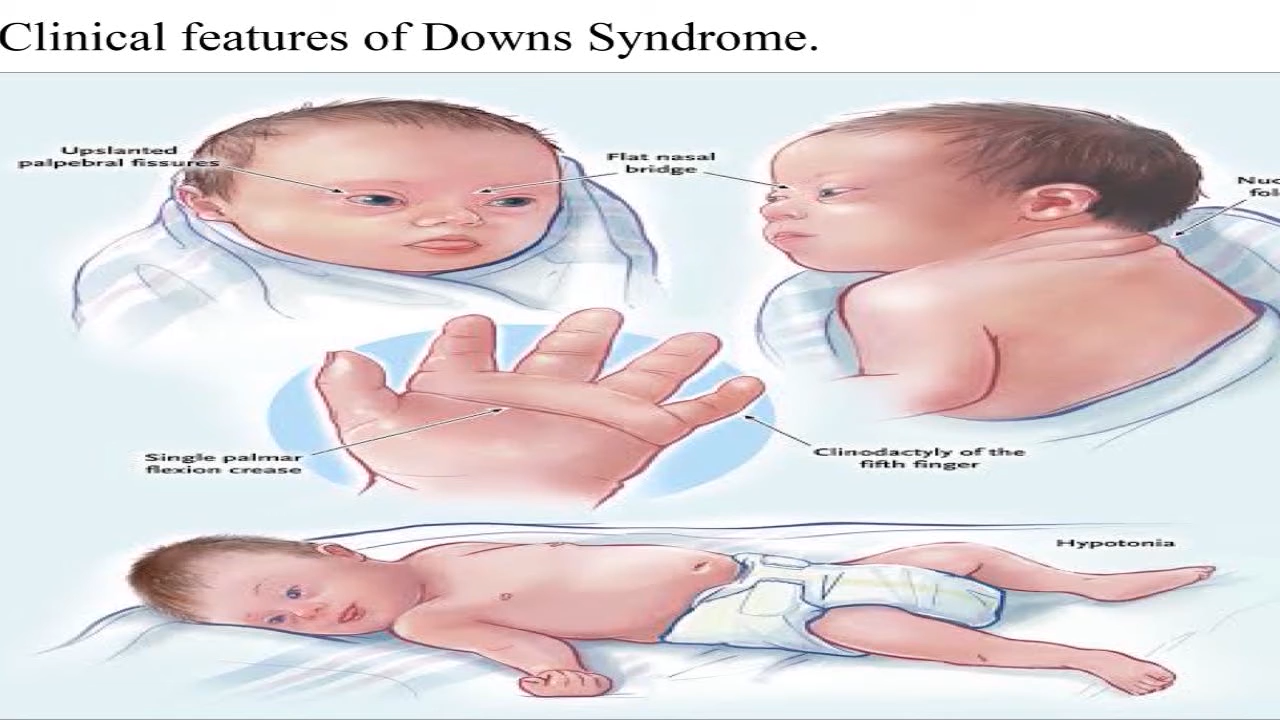 Clinical features of Downs Syndrome.
Upslanted
palpebral fissures
Flat nasal
bridge
Single palmar
flexion crease
Clinodactyly of the
fifth finger
Hypotonia